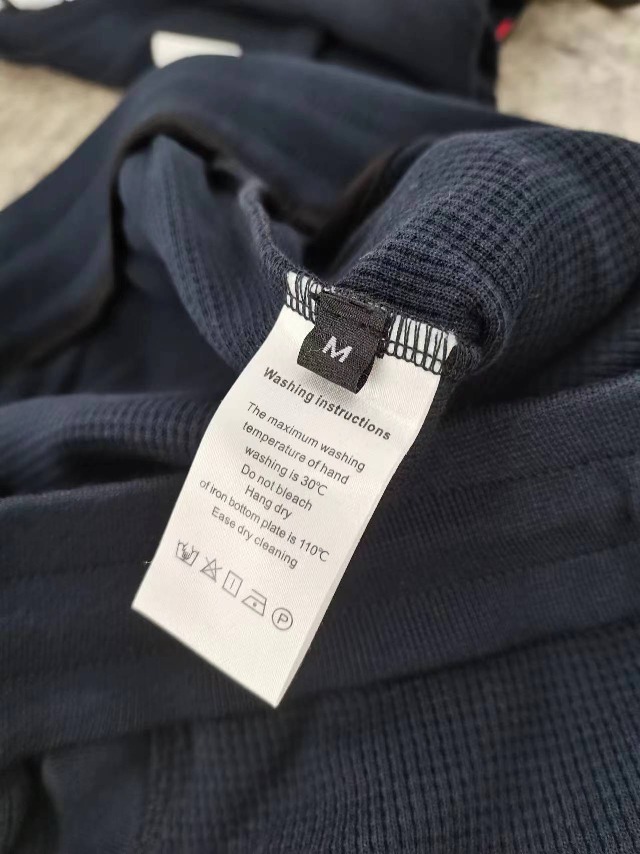 M
Washing instructions
The maximum washing
temperature of hand
washing is 30℃
Do not bleach
Hang dry
of iron bottom plate is 110℃
Ease dry cleaning
P